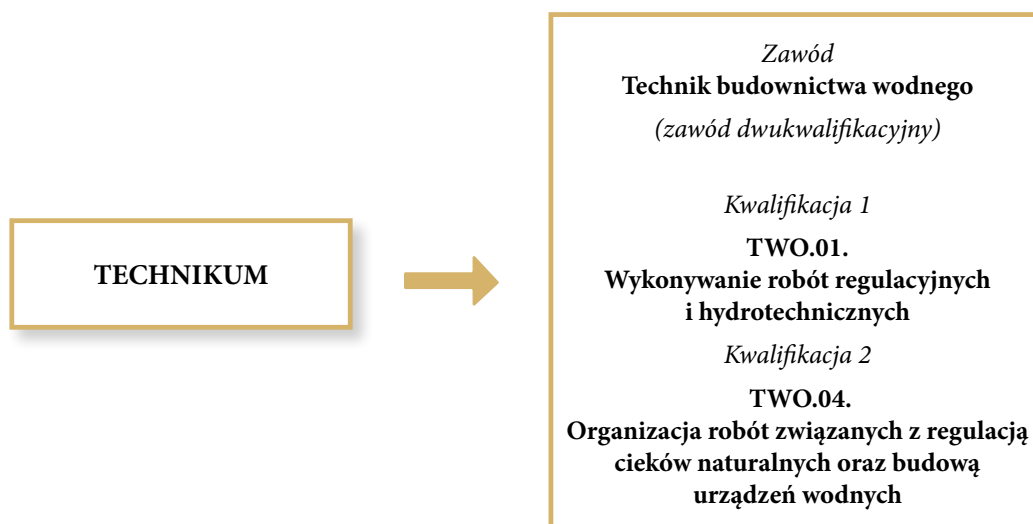 TECHNIKUM
Zawód
Technik budownictwa wodnego
(zawód dwukwalifikacyjny)
Kwalifikacja 1
TWO.01.
Wykonywanie robót regulacyjnych
i hydrotechnicznych
Kwalifikacja 2
TWO.04.
Organizacja robót związanych z regulacją
cieków naturalnych oraz budową
urządzeń wodnych